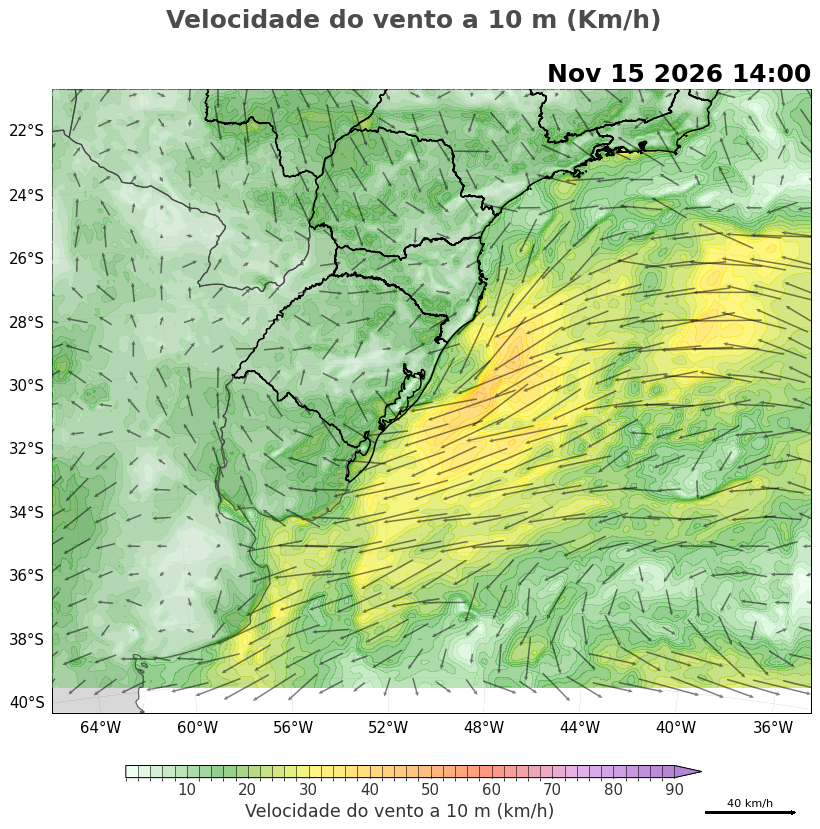 Velocidade do vento a 10 m (Km/h)
Nov 15 2026 14:00
22°S
24°S
26°S
28°S
30°S
32°S
34°S
36°S
38°S
40°S
64°W 60°W 56°W 52°W 48°W 44°W 40°W 36°W
10 20 30 40 50 60 70 80 90
Velocidade do vento a 10 m (km/h)
40 km/h